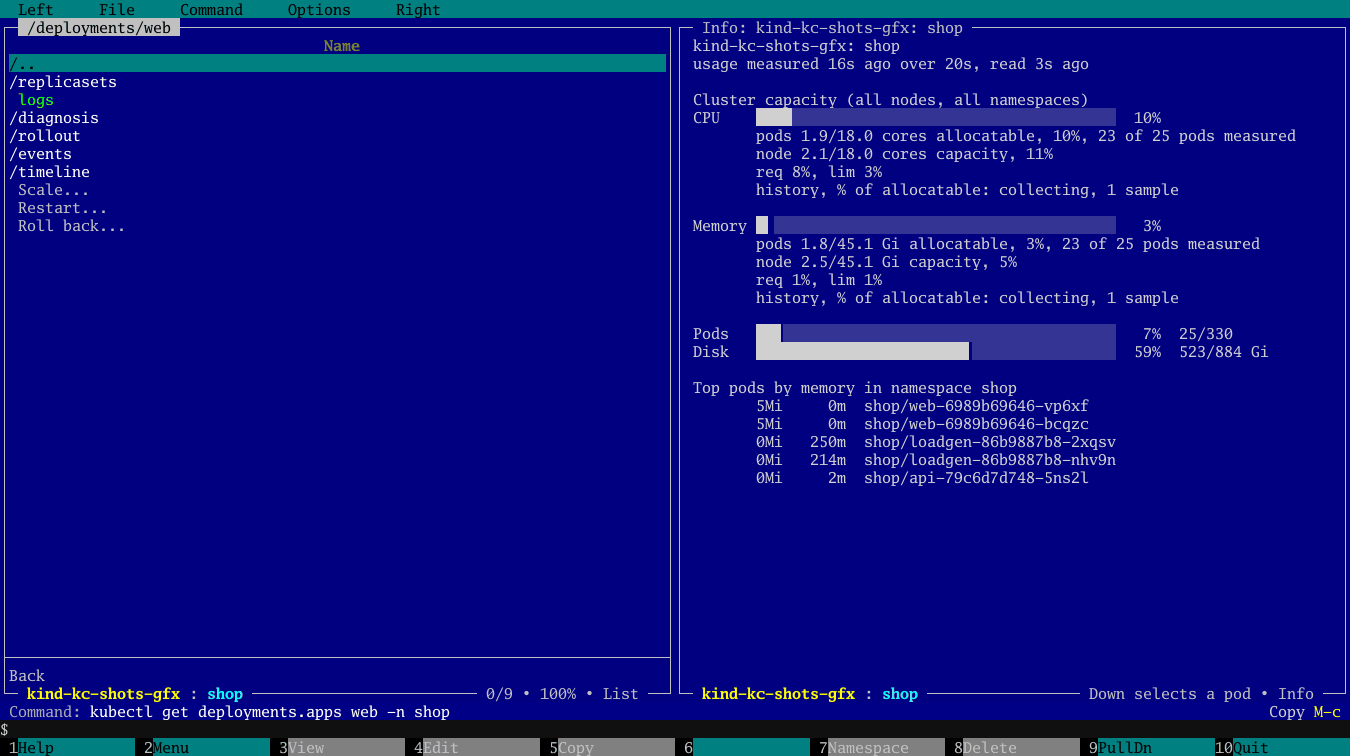 Left File Command Options Right
/deployments/web
Name
/..
/replicasets
logs
/diagnosis
/rollout
/events
/timeline
Scale...
Restart...
Roll back...
Back
kind-kc-shots-gfx : shop 0/9 • 100% • List
Info: kind-kc-shots-gfx: shop
kind-kc-shots-gfx: shop
usage measured 16s ago over 20s, read 3s ago
Cluster capacity (all nodes, all namespaces)
CPU 10%
pods 1.9/18.0 cores allocatable, 10%, 23 of 25 pods measured
node 2.1/18.0 cores capacity, 11%
req 8%, lim 3%
history, % of allocatable: collecting, 1 sample
Memory 3%
pods 1.8/45.1 Gi allocatable, 3%, 23 of 25 pods measured
node 2.5/45.1 Gi capacity, 5%
req 1%, lim 1%
history, % of allocatable: collecting, 1 sample
Pods 7% 25/330
Disk 59% 523/884 Gi
Top pods by memory in namespace shop
5Mi 0m shop/web-6989b69646-vp6xf
5Mi 0m shop/web-6989b69646-bcqzc
0Mi 250m shop/loadgen-86b9887b8-2xqsv
0Mi 214m shop/loadgen-86b9887b8-nhv9n
0Mi 2m shop/api-79c6d7d748-5ns2l
kind-kc-shots-gfx : shop Down selects a pod • Info
Command: kubectl get deployments.apps web -n shop Copy M-c
$
1Help 2Menu 3View 4Edit 5Copy 6 7Namespace 8Delete 9PullDn 10Quit